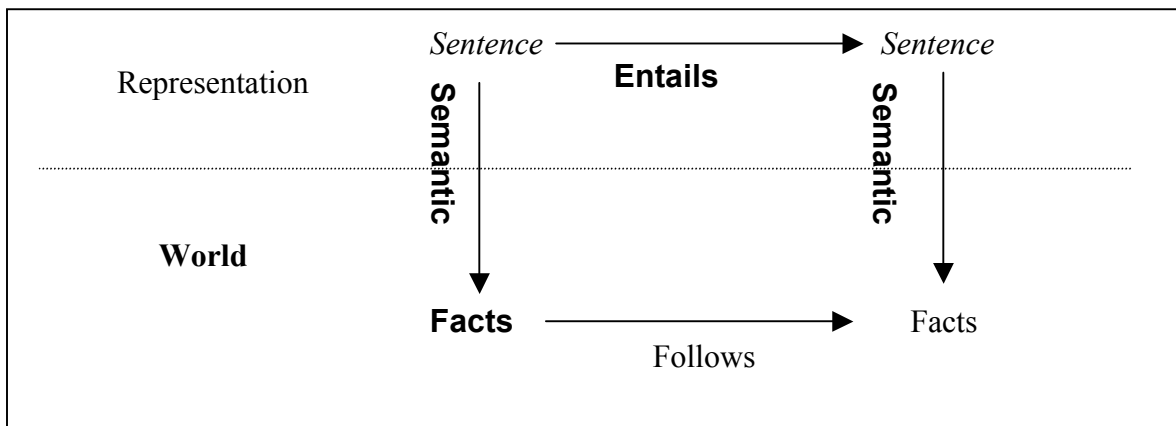 Sentence Sentence
Entails
Representation
Semantic Semantic
World
Facts Facts
Follows